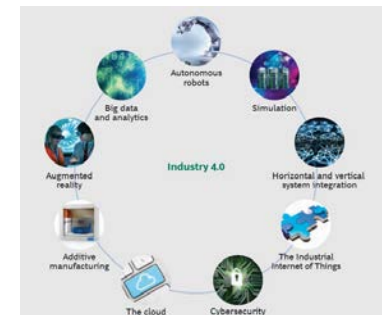 Autonomous
robots
Simulation
Horizontal and vertical
system integration
The Industrial
Internet of Things
Cybersecurity
The cloud
Additive
manufacturing
Augmented
reality
Big data
and analytics
Industry 4.0